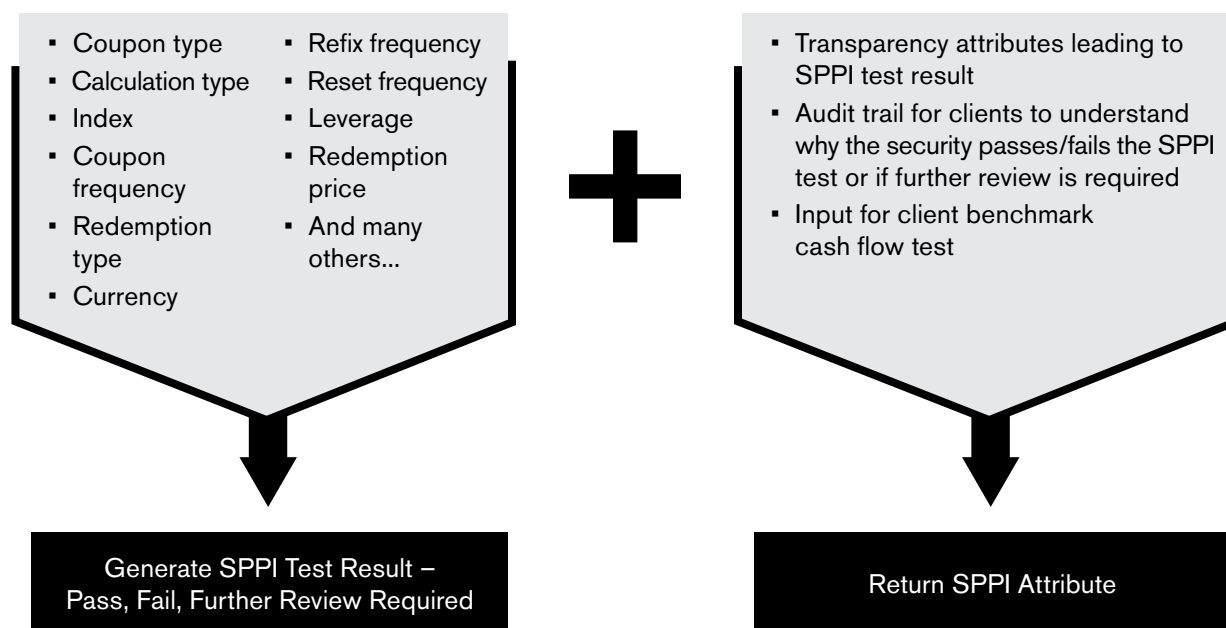 ▪ Coupon type
▪ Calculation type
▪ Index
▪ Coupon
frequency
▪ Redemption
type
▪ Currency
▪ Refix frequency
▪ Reset frequency
▪ Leverage
▪ Redemption
price
▪ And many
others...
▪ Transparency attributes leading to
SPPI test result
▪ Audit trail for clients to understand
why the security passes/fails the SPPI
test or if further review is required
▪ Input for client benchmark
cash flow test
Generate SPPI Test Result –
Pass, Fail, Further Review Required
Return SPPI Attribute